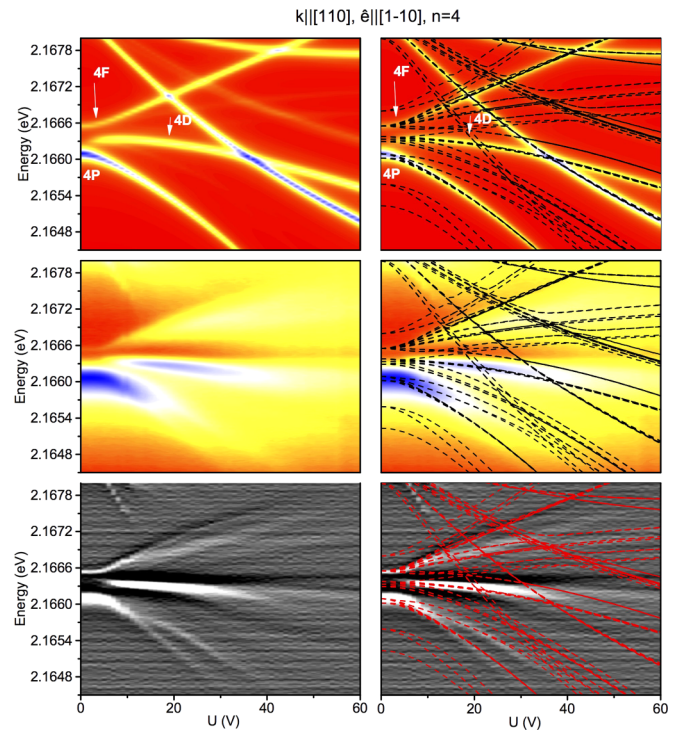 k||[110], ê||[1-10], n=4
2.1678
2.1672
2.1666
2.1660
2.1654
2.1648
Energy (eV)
4F
4D
4P
4F
4D
4P
2.1678
2.1672
2.1666
2.1660
2.1654
2.1648
Energy (eV)
2.1678
2.1672
2.1666
2.1660
2.1654
2.1648
Energy (eV)
0 20 40 60
U (V)
0 20 40 60
U (V)